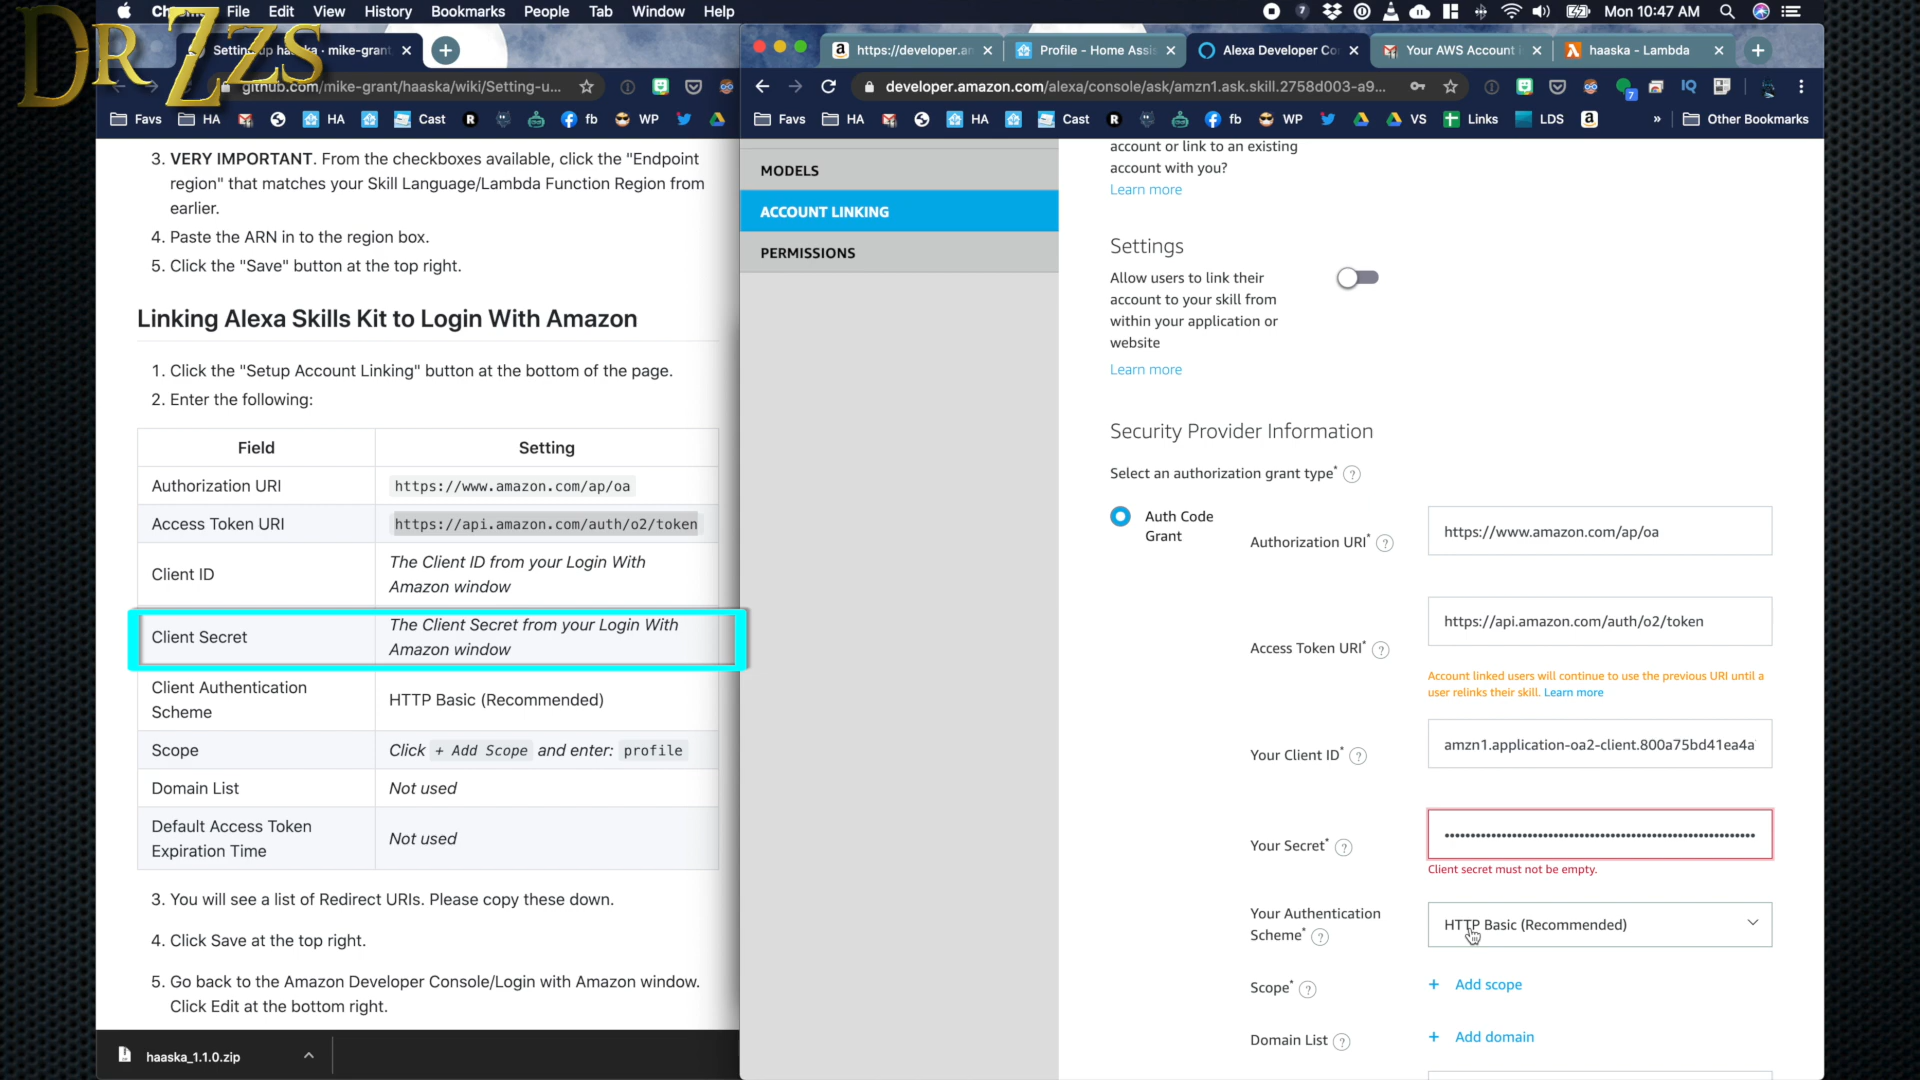 Chrome File Edit View History Bookmarks People Tab Window Help
7
Mon 10:47 AM
DR ZZS
Setting up haaska · mike-grant
https://developer.am
Profile - Home Assis
Alexa Developer Co
Your AWS Account i
haaska - Lambda
github.com/mike-grant/haaska/wiki/Setting-u...
developer.amazon.com/alexa/console/ask/amzn1.ask.skill.2758d003-a9...
7
IQ
Favs HA HA Cast R fb WP
Favs HA HA Cast R fb WP VS Links LDS a » Other Bookmarks
3. VERY IMPORTANT. From the checkboxes available, click the "Endpoint
region" that matches your Skill Language/Lambda Function Region from
earlier.
4. Paste the ARN in to the region box.
5. Click the "Save" button at the top right.
Linking Alexa Skills Kit to Login With Amazon
1. Click the "Setup Account Linking" button at the bottom of the page.
2. Enter the following:
Field Setting
Authorization URI https://www.amazon.com/ap/oa
Access Token URI https://api.amazon.com/auth/o2/token
Client ID The Client ID from your Login With
Amazon window
Client Secret The Client Secret from your Login With
Amazon window
Client Authentication
Scheme HTTP Basic (Recommended)
Scope Click + Add Scope and enter: profile
Domain List Not used
Default Access Token
Expiration Time Not used
3. You will see a list of Redirect URIs. Please copy these down.
4. Click Save at the top right.
5. Go back to the Amazon Developer Console/Login with Amazon window.
Click Edit at the bottom right.
haaska_1.1.0.zip
MODELS
ACCOUNT LINKING
PERMISSIONS
account or link to an existing
account with you?
Learn more
Settings
Allow users to link their
account to your skill from
within your application or
website
Learn more
Security Provider Information
Select an authorization grant type* ?
Auth Code
Grant
Authorization URI* ? https://www.amazon.com/ap/oa
Access Token URI* ? https://api.amazon.com/auth/o2/token
Account linked users will continue to use the previous URI until a
user relinks their skill. Learn more
Your Client ID* ? amzn1.application-oa2-client.800a75bd41ea4a
Your Secret* ?
Client secret must not be empty.
Your Authentication
Scheme* ? HTTP Basic (Recommended)
Scope* ? + Add scope
Domain List ? + Add domain